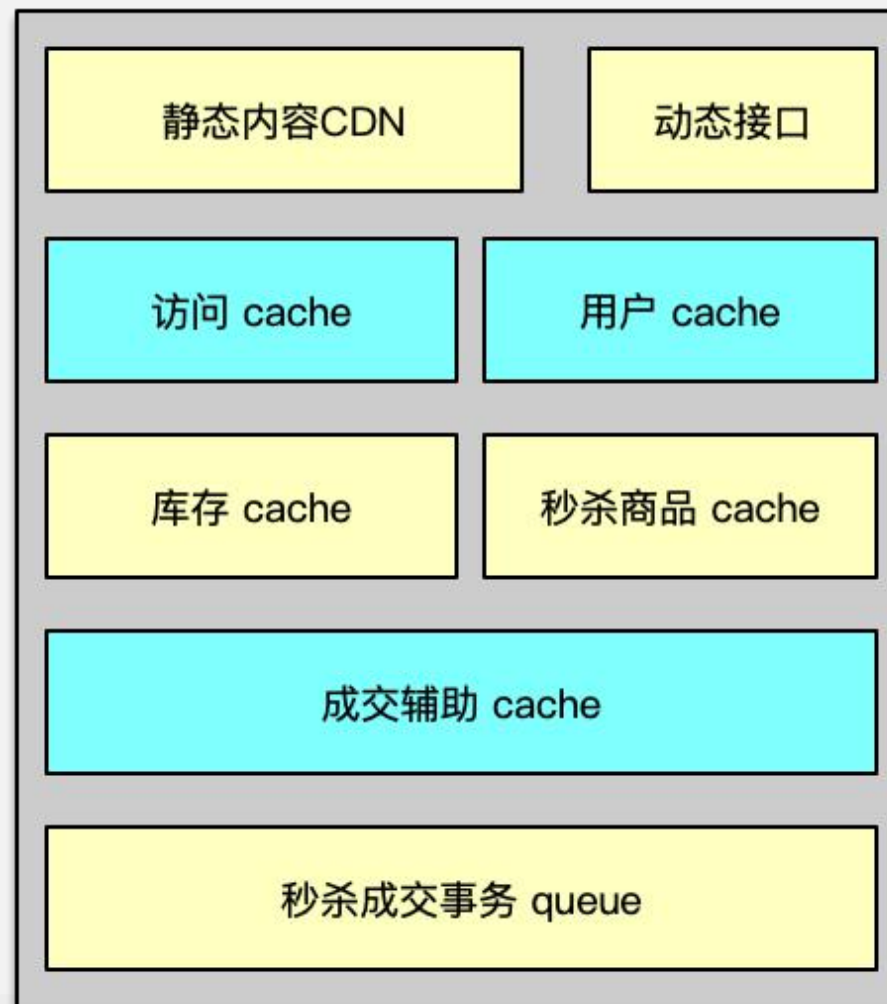 静态内容CDN
动态接口
访问 cache
用户 cache
库存 cache
秒杀商品 cache
成交辅助 cache
秒杀成交事务 queue